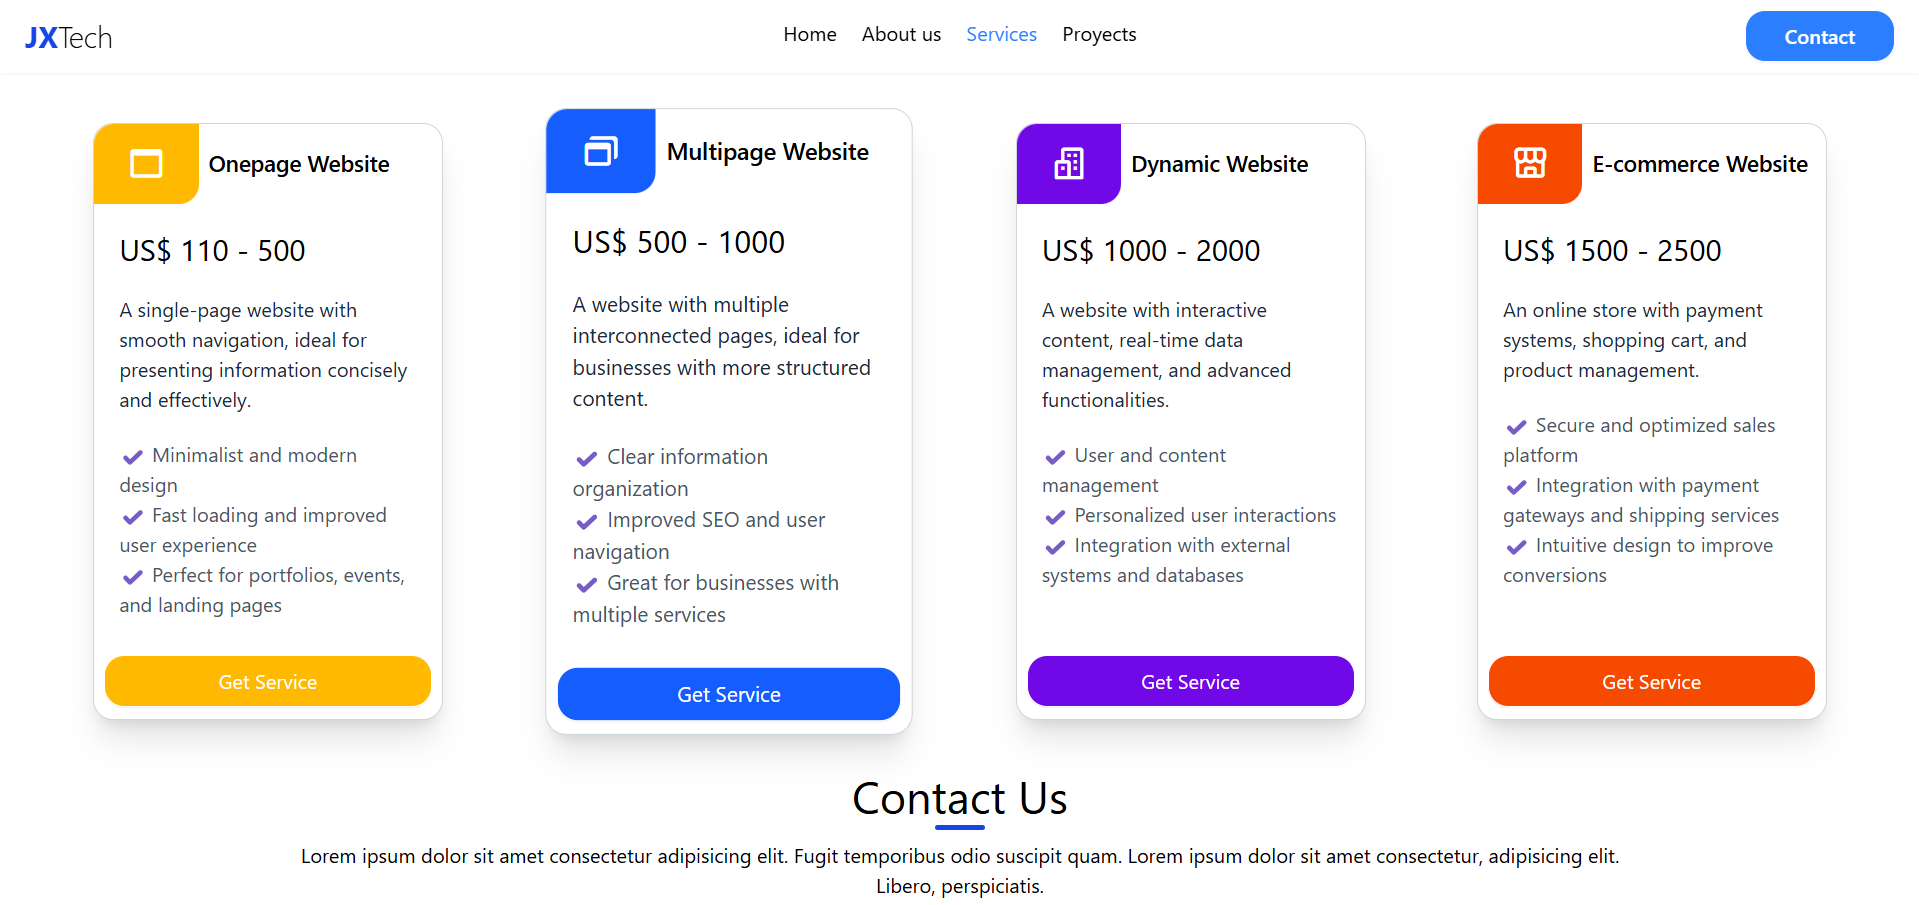 JXTech
Home About us Services Proyects
Contact
Onepage Website
US$ 110 - 500
A single-page website with
smooth navigation, ideal for
presenting information concisely
and effectively.
Minimalist and modern
design
Fast loading and improved
user experience
Perfect for portfolios, events,
and landing pages
Get Service
Multipage Website
US$ 500 - 1000
A website with multiple
interconnected pages, ideal for
businesses with more structured
content.
Clear information
organization
Improved SEO and user
navigation
Great for businesses with
multiple services
Get Service
Dynamic Website
US$ 1000 - 2000
A website with interactive
content, real-time data
management, and advanced
functionalities.
User and content
management
Personalized user interactions
Integration with external
systems and databases
Get Service
E-commerce Website
US$ 1500 - 2500
An online store with payment
systems, shopping cart, and
product management.
Secure and optimized sales
platform
Integration with payment
gateways and shipping services
Intuitive design to improve
conversions
Get Service
Contact Us
Lorem ipsum dolor sit amet consectetur adipisicing elit. Fugit temporibus odio suscipit quam. Lorem ipsum dolor sit amet consectetur, adipisicing elit.
Libero, perspiciatis.